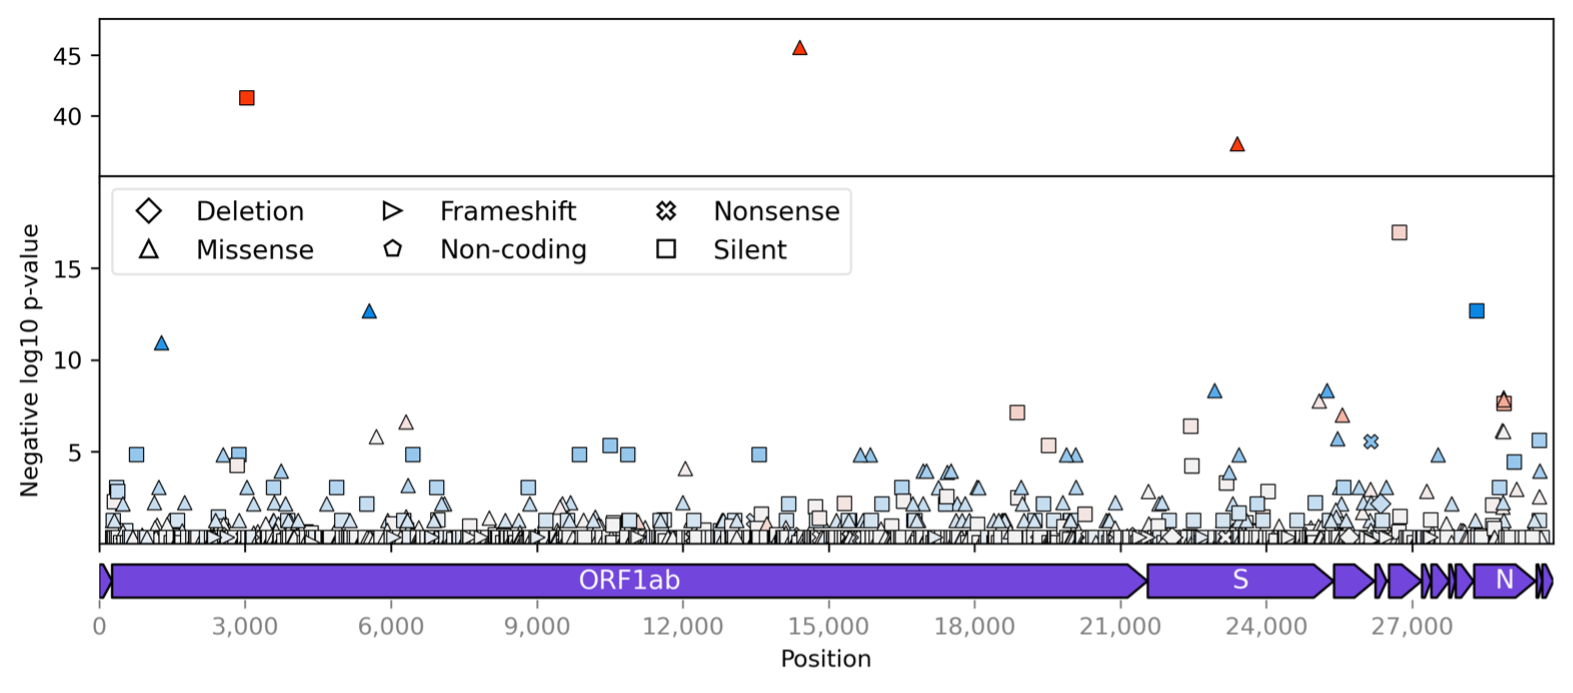 45
40
Deletion Frameshift Nonsense
Missense Non-coding Silent
15
10
5
Negative log10 p-value
ORF1ab S N
0 3,000 6,000 9,000 12,000 15,000 18,000 21,000 24,000 27,000
Position